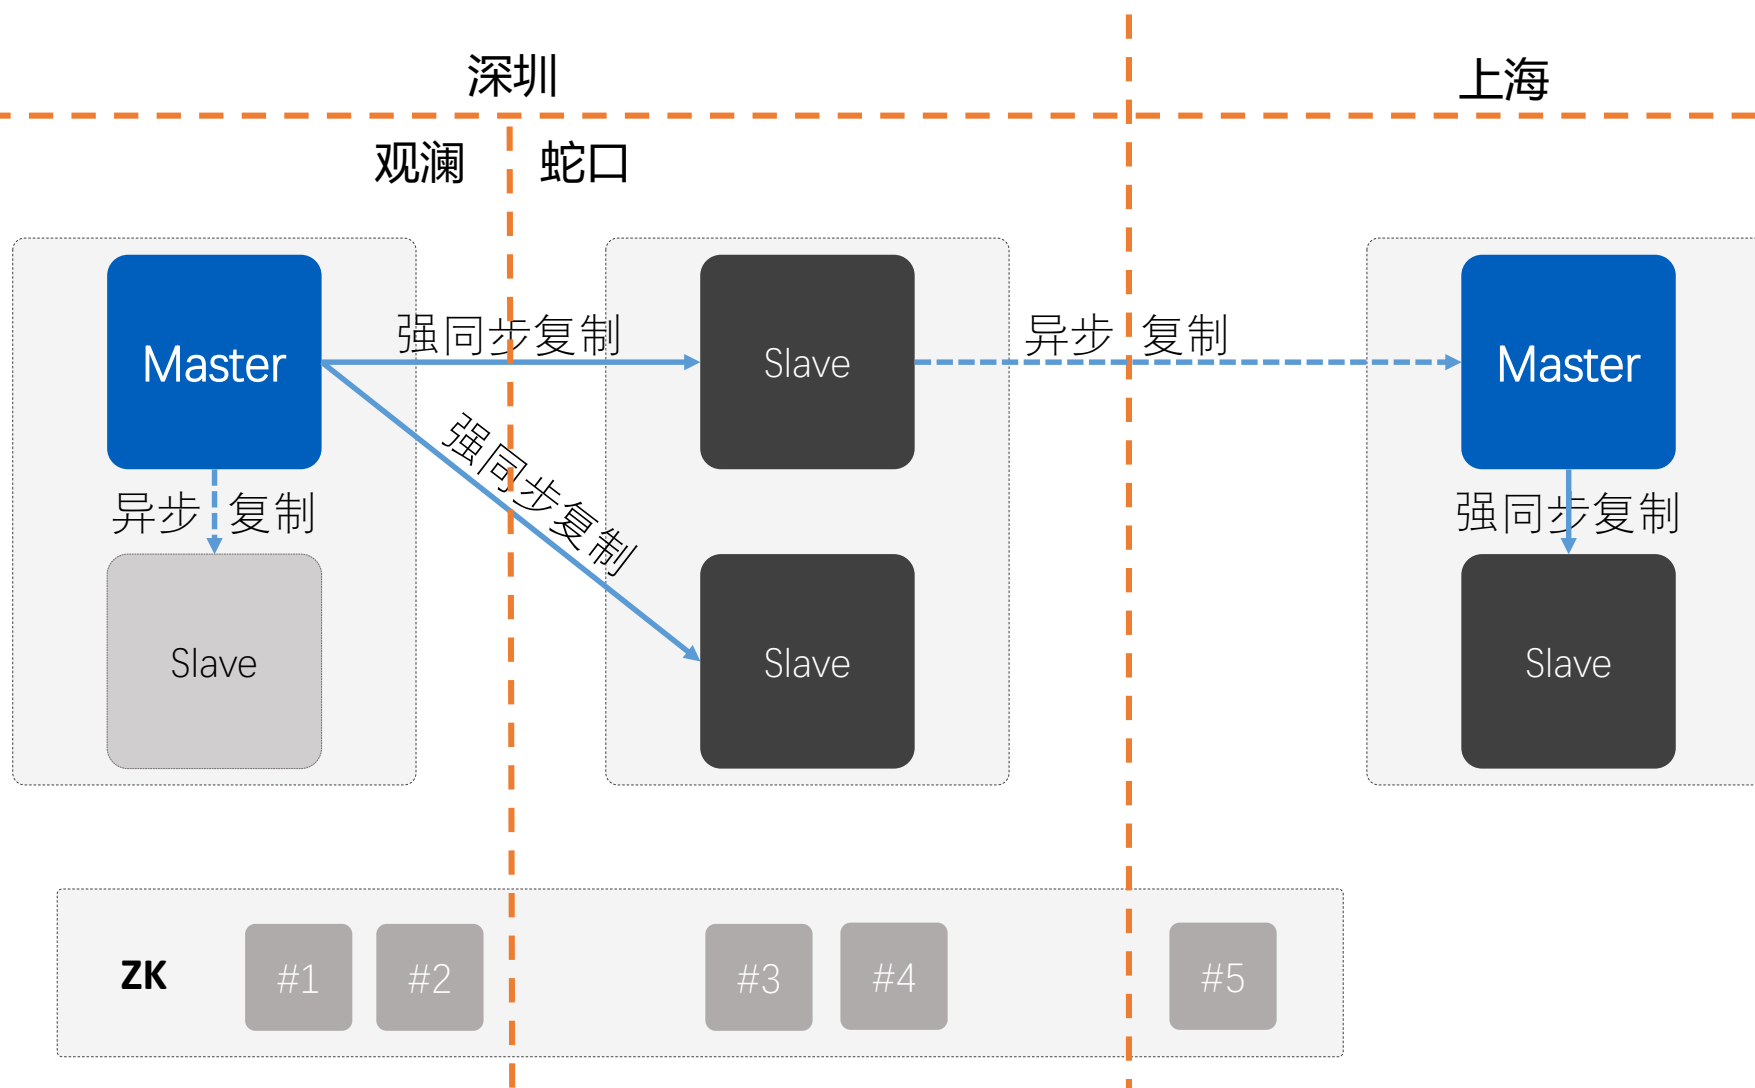 深圳
上海
观澜
蛇口
强同步复制
异步 复制
Master
Slave
Master
强同步复制
异步 复制
强同步复制
Slave
Slave
Slave
ZK
#1
#2
#3
#4
#5